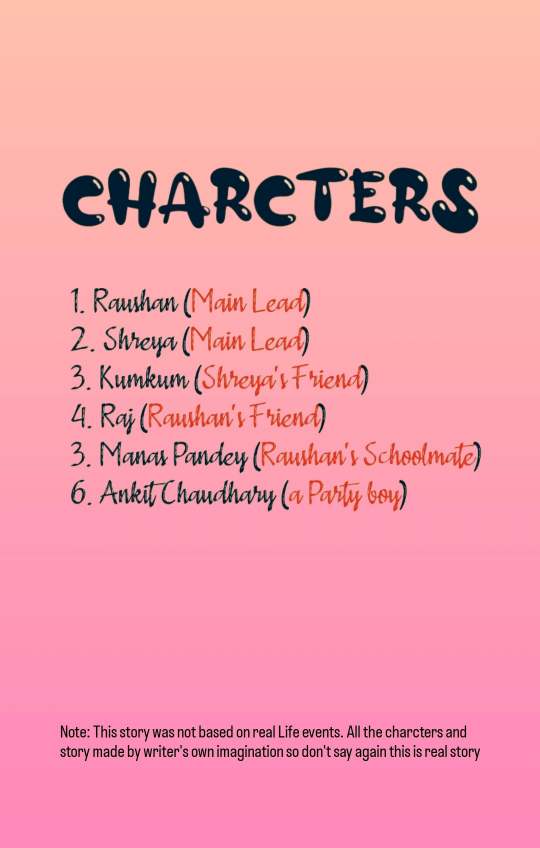 CHARCTERS
1. Raushan (Main Lead)
2. Shreya (Main Lead)
3. Kumkum (Shreya's Friend)
4. Raj (Raushan's Friend)
3. Manas Pandey (Raushan's Schoolmate)
6. Ankit Chaudhary (a Party boy)
Note: This story was not based on real Life events. All the charcters and
story made by writer's own imagination so don't say again this is real story